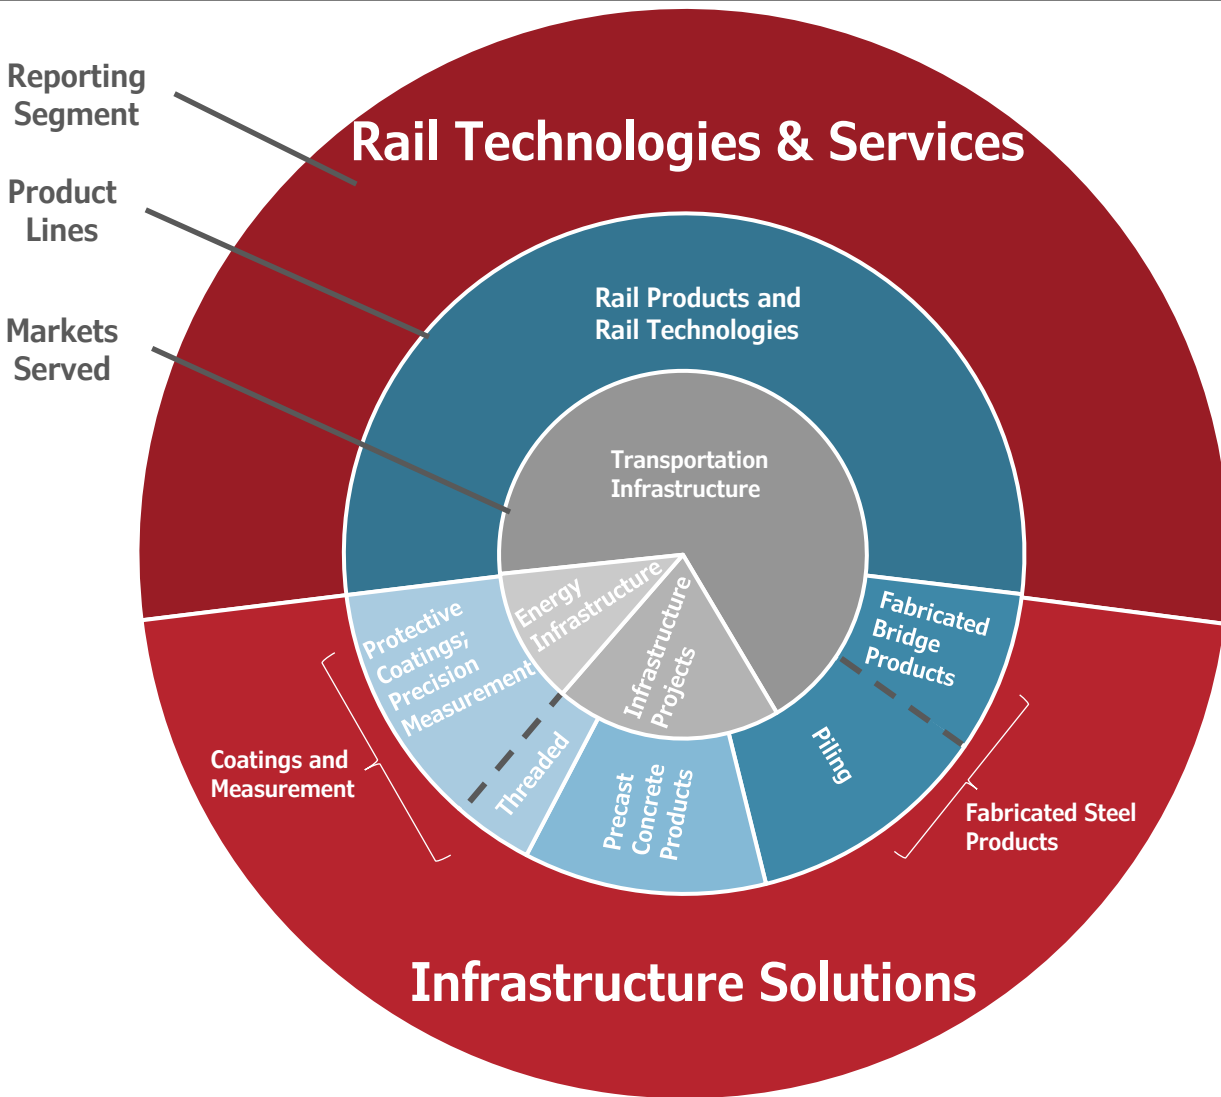 Reporting
Segment
Product
Lines
Markets
Served
Rail Technologies & Services
Rail Products and
Rail Technologies
Transportation
Infrastructure
Energy
Infrastructure
Infrastructure
Projects
Protective
Coatings;
Precision
Measurement
Threaded
Precast
Concrete
Products
Piling
Fabricated
Bridge
Products
Coatings and
Measurement
Fabricated Steel
Products
Infrastructure Solutions